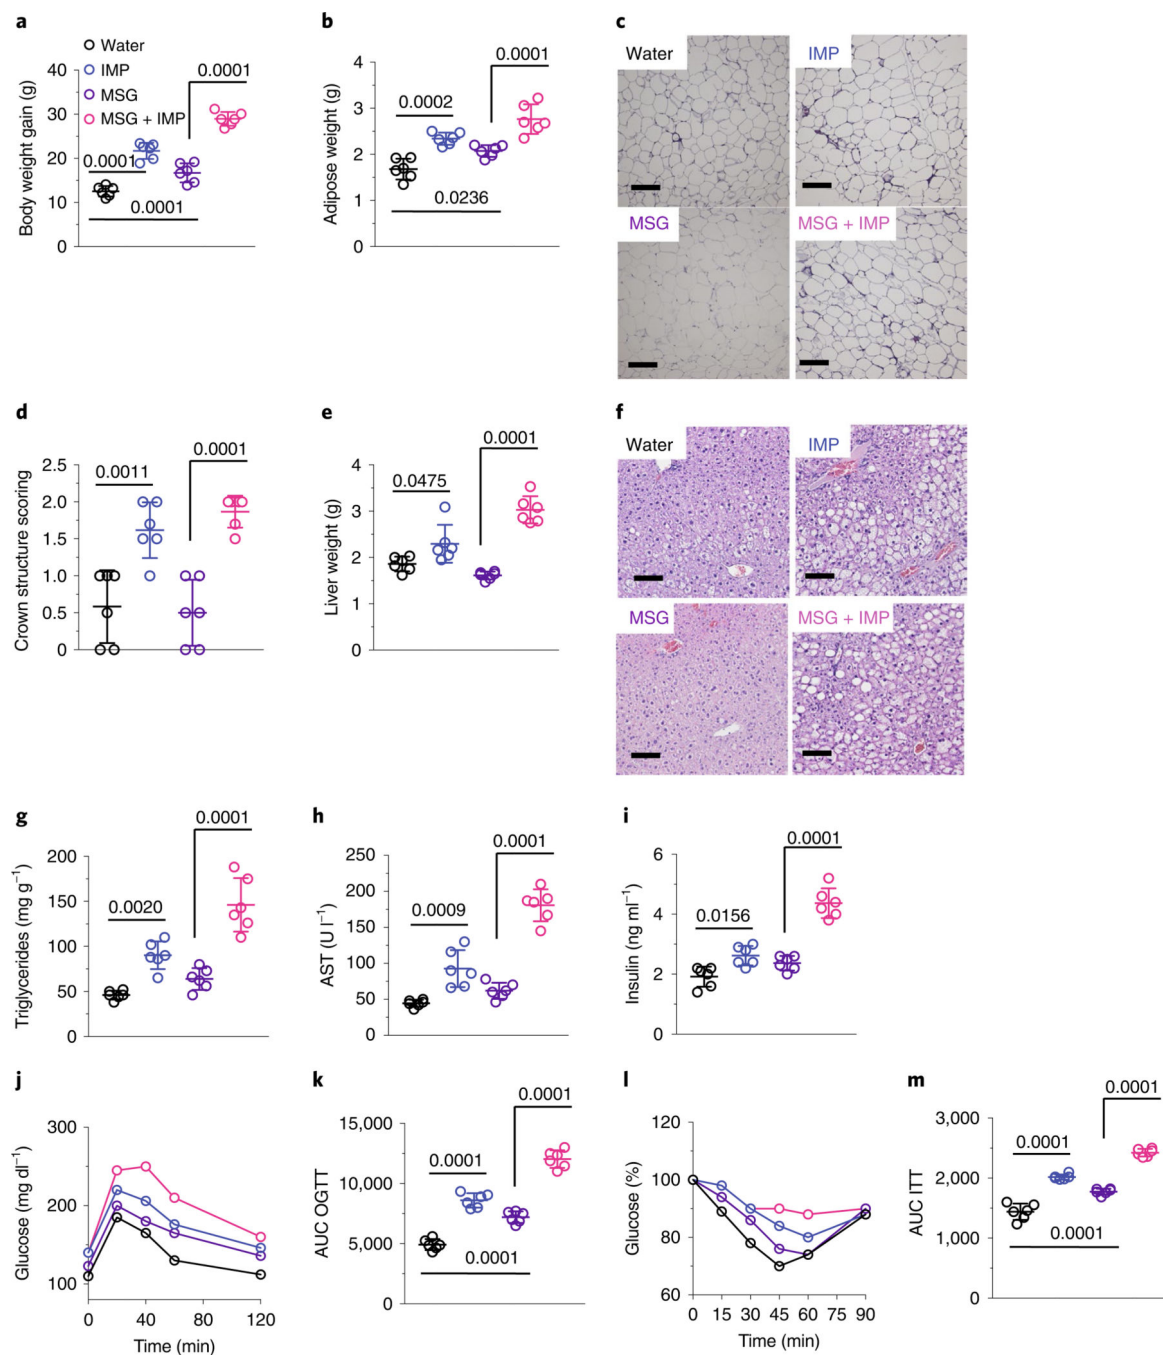 a
Water
IMP
MSG
MSG + IMP
Body weight gain (g)
40
30
20
10
0
0.0001
0.0001
0.0001
b
Adipose weight (g)
4
3
2
1
0
0.0002
0.0001
0.0236
c
Water
IMP
MSG
MSG + IMP
d
Crown structure scoring
2.5
2.0
1.5
1.0
0.5
0
0.0011
0.0001
e
Liver weight (g)
4
3
2
1
0
0.0475
0.0001
f
Water
IMP
MSG
MSG + IMP
g
Triglycerides (mg g⁻¹)
200
150
100
50
0
0.0020
0.0001
h
AST (U l⁻¹)
250
200
150
100
50
0
0.0009
0.0001
i
Insulin (ng ml⁻¹)
6
4
2
0
0.0156
0.0001
j
Glucose (mg dl⁻¹)
300
200
100
0 40 80 120
Time (min)
k
AUC OGTT
15,000
10,000
5,000
0
0.0001
0.0001
0.0001
l
Glucose (%)
120
100
80
60
0 15 30 45 60 75 90
Time (min)
m
AUC ITT
3,000
2,000
1,000
0
0.0001
0.0001
0.0001